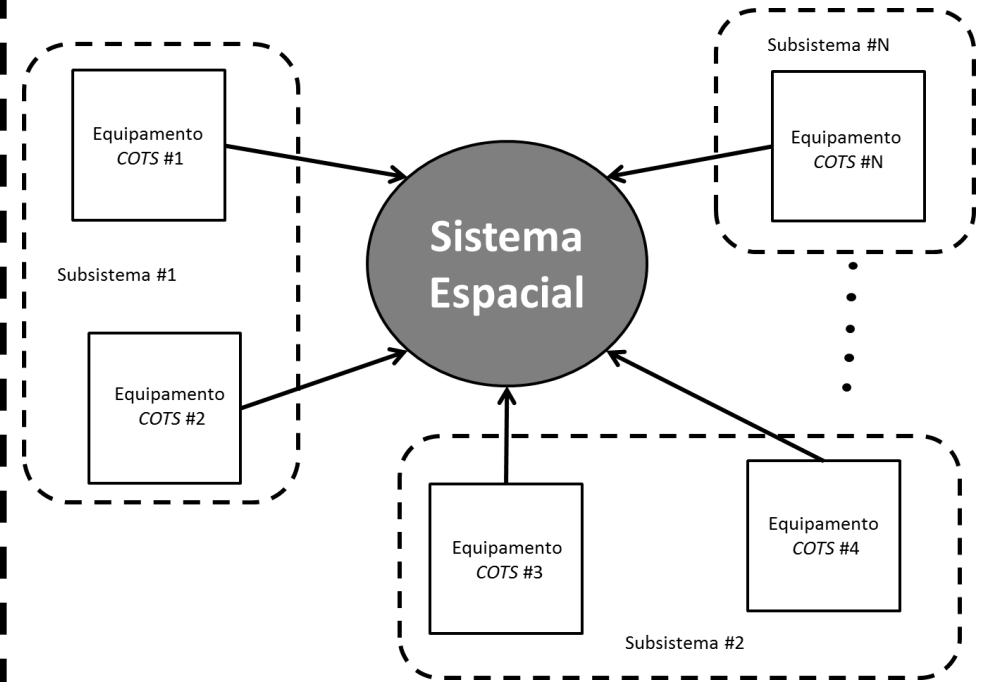 Subsistema #N
Equipamento
COTS #1
Equipamento
COTS #N
Sistema
Espacial
Subsistema #1
Equipamento
COTS #2
Equipamento
COTS #3
Equipamento
COTS #4
Subsistema #2